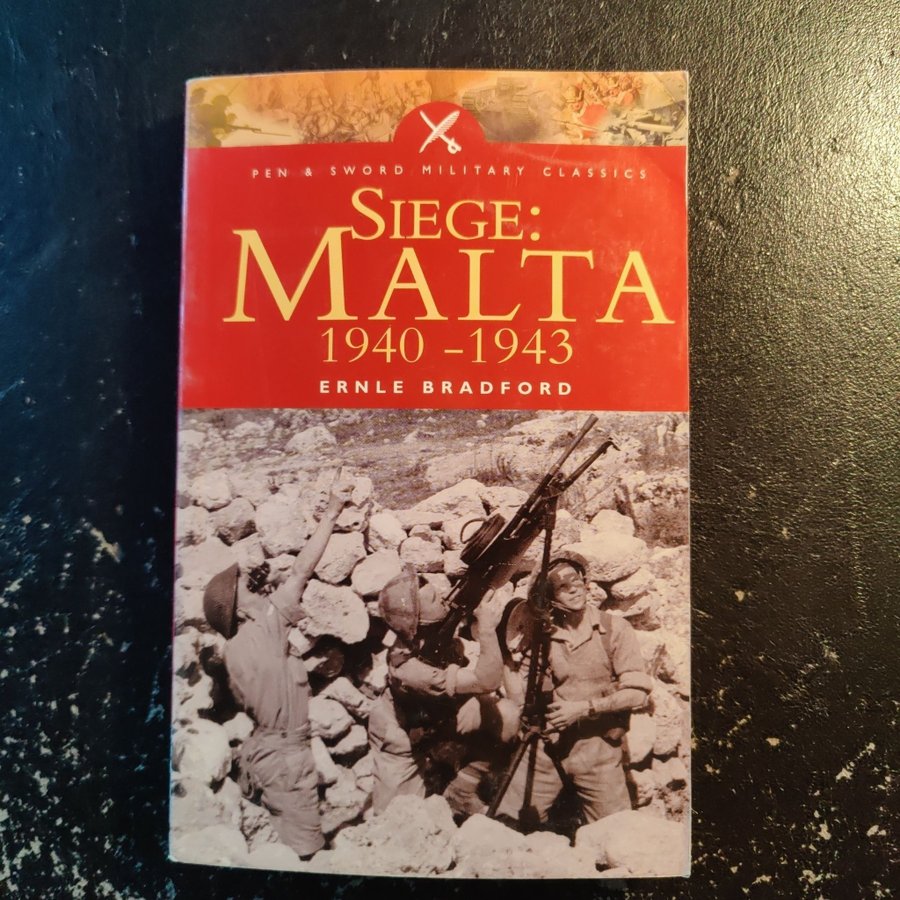 PEN & SWORD MILITARY CLASSICS
SIEGE:
MALTA
1940 – 1943
ERNLE BRADFORD